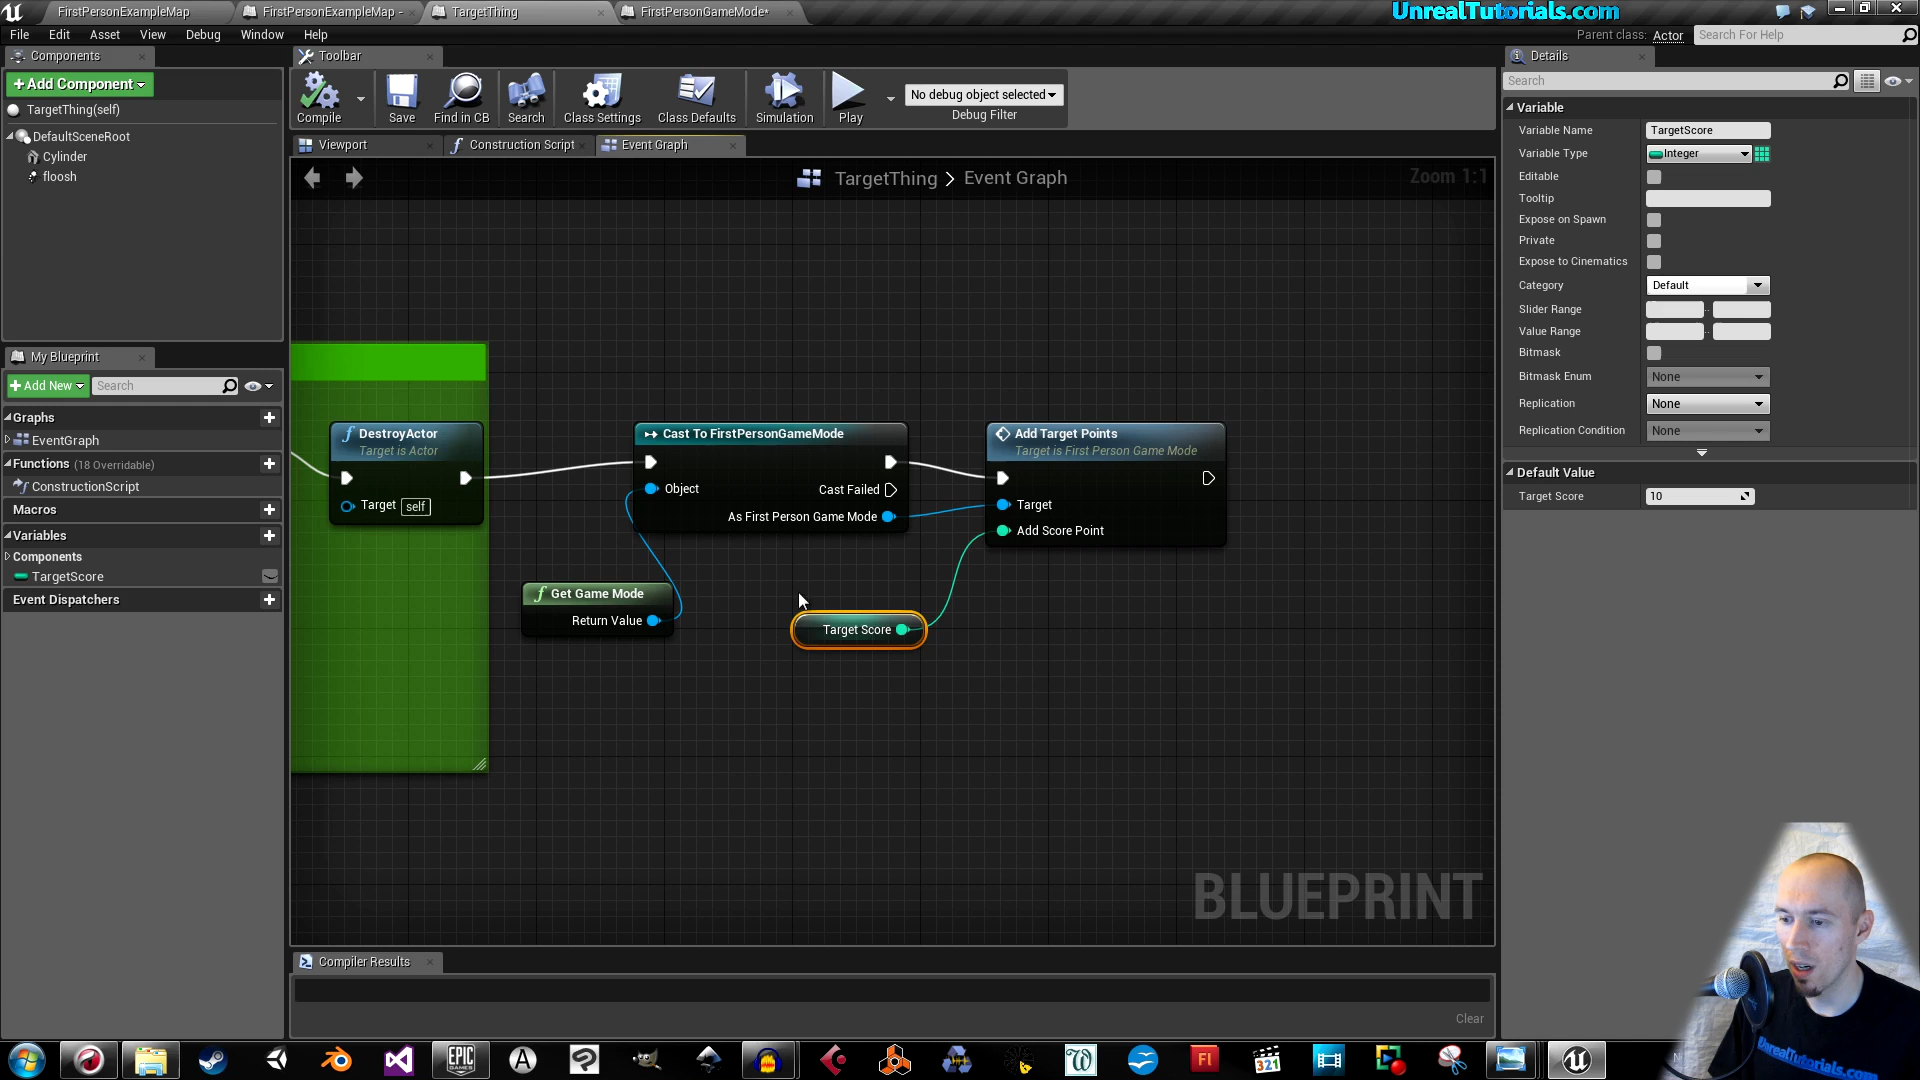 FirstPersonExampleMap
FirstPersonExampleMap -
TargetThing
FirstPersonGameMode*
UnrealTutorials.com
File Edit Asset View Debug Window Help
Parent class: Actor
Search For Help
Components
Toolbar
Details
+Add Component
TargetThing(self)
DefaultSceneRoot
Cylinder
floosh
Compile
Save
Find in CB
Search
Class Settings
Class Defaults
Simulation
Play
No debug object selected
Debug Filter
Viewport
Construction Script
Event Graph
TargetThing > Event Graph
Zoom 1:1
My Blueprint
+Add New
Search
Graphs
EventGraph
Functions (18 Overridable)
ConstructionScript
Macros
Variables
Components
TargetScore
Event Dispatchers
f DestroyActor
Target is Actor
Target self
Cast To FirstPersonGameMode
Object
Cast Failed
As First Person Game Mode
Add Target Points
Target is First Person Game Mode
Target
Add Score Point
f Get Game Mode
Return Value
Target Score
BLUEPRINT
Compiler Results
Clear
Search
Variable
Variable Name TargetScore
Variable Type Integer
Editable
Tooltip
Expose on Spawn
Private
Expose to Cinematics
Category Default
Slider Range
Value Range
Bitmask
Bitmask Enum None
Replication None
Replication Condition None
Default Value
Target Score 10
EPIC
GAMES
Fl
321
UnrealTutorials.com